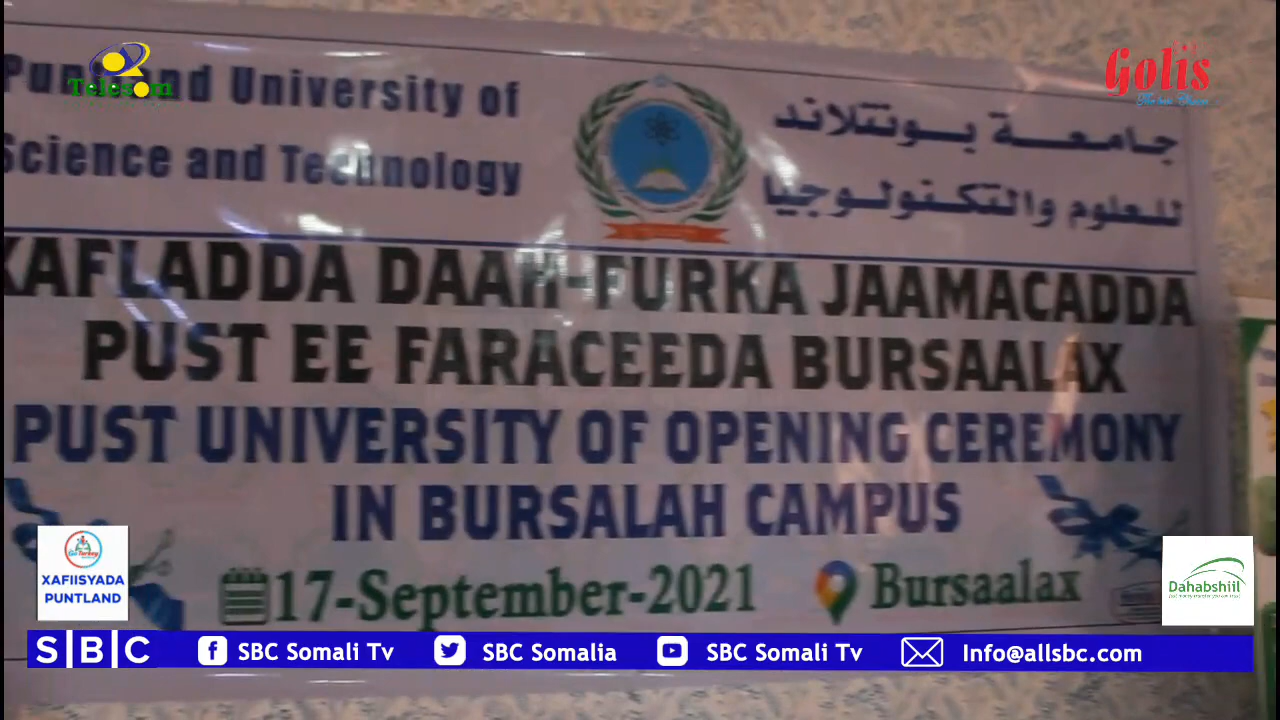 Telesom
Golis
Puntland University of
Science and Technology
جامعة بونتلاند
للعلوم والتكنولوجيا
XAFLADDA DAAH-FURKA JAAMACADDA
PUST EE FARACEEDA BURSAALAX
PUST UNIVERSITY OF OPENING CEREMONY
IN BURSALAH CAMPUS
17-September-2021
Bursaalax
XAFIISYADA
PUNTLAND
Dahabshiil
SBC
SBC Somali Tv
SBC Somalia
SBC Somali Tv
Info@allsbc.com